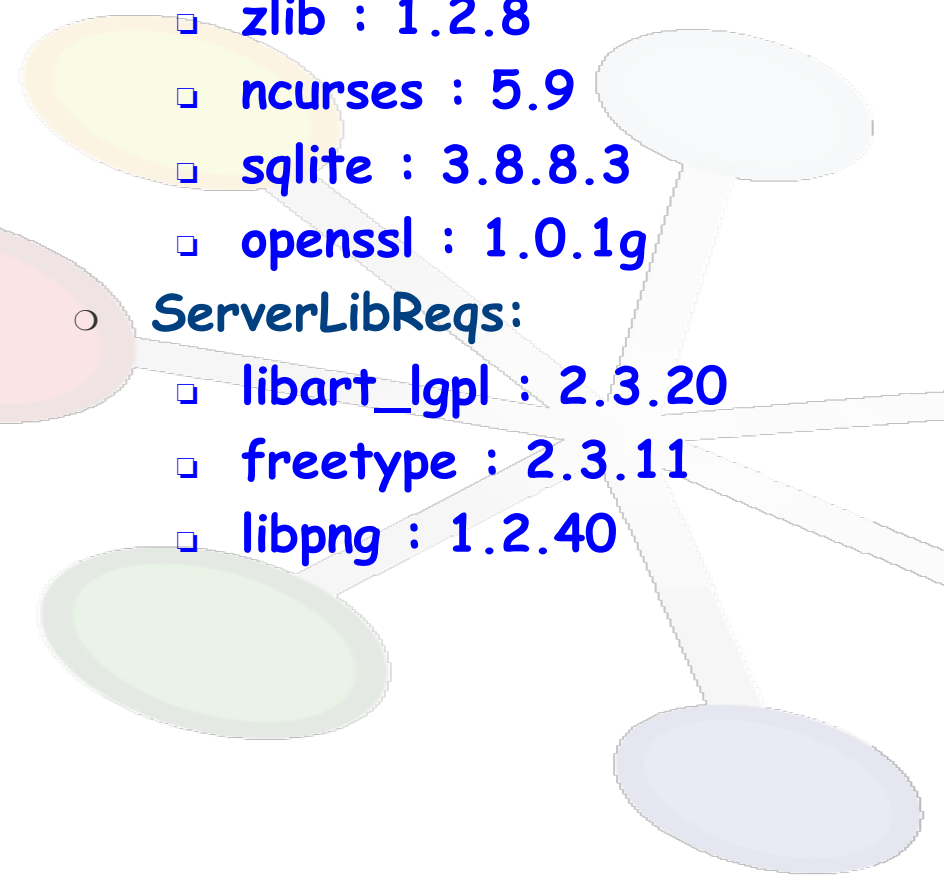 ❏ zlib : 1.2.8
❏ ncurses : 5.9
❏ sqlite : 3.8.8.3
❏ openssl : 1.0.1g
❍ ServerLibReqs:
❏ libart_lgpl : 2.3.20
❏ freetype : 2.3.11
❏ libpng : 1.2.40